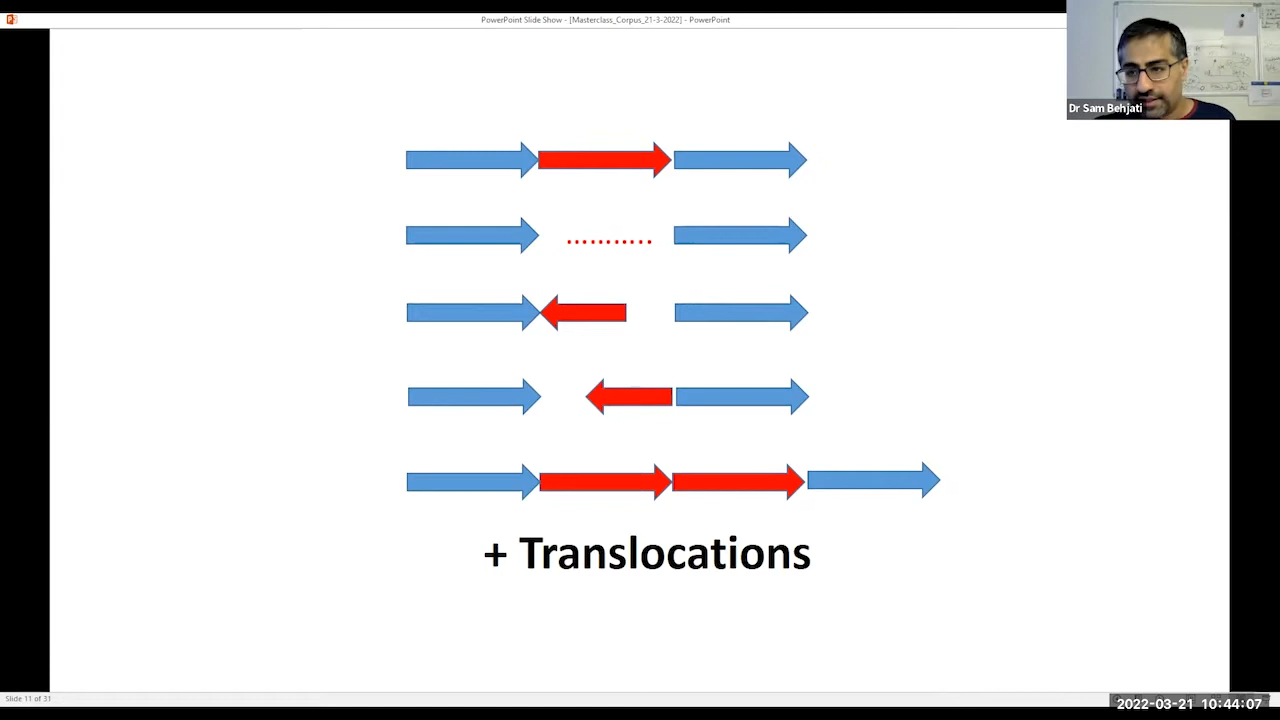 PowerPoint Slide Show - [Masterclass_Corpus_21-3-2022] - PowerPoint
Dr Sam Behjati
+ Translocations
Slide 11 of 31
2022-03-21 10:44:07